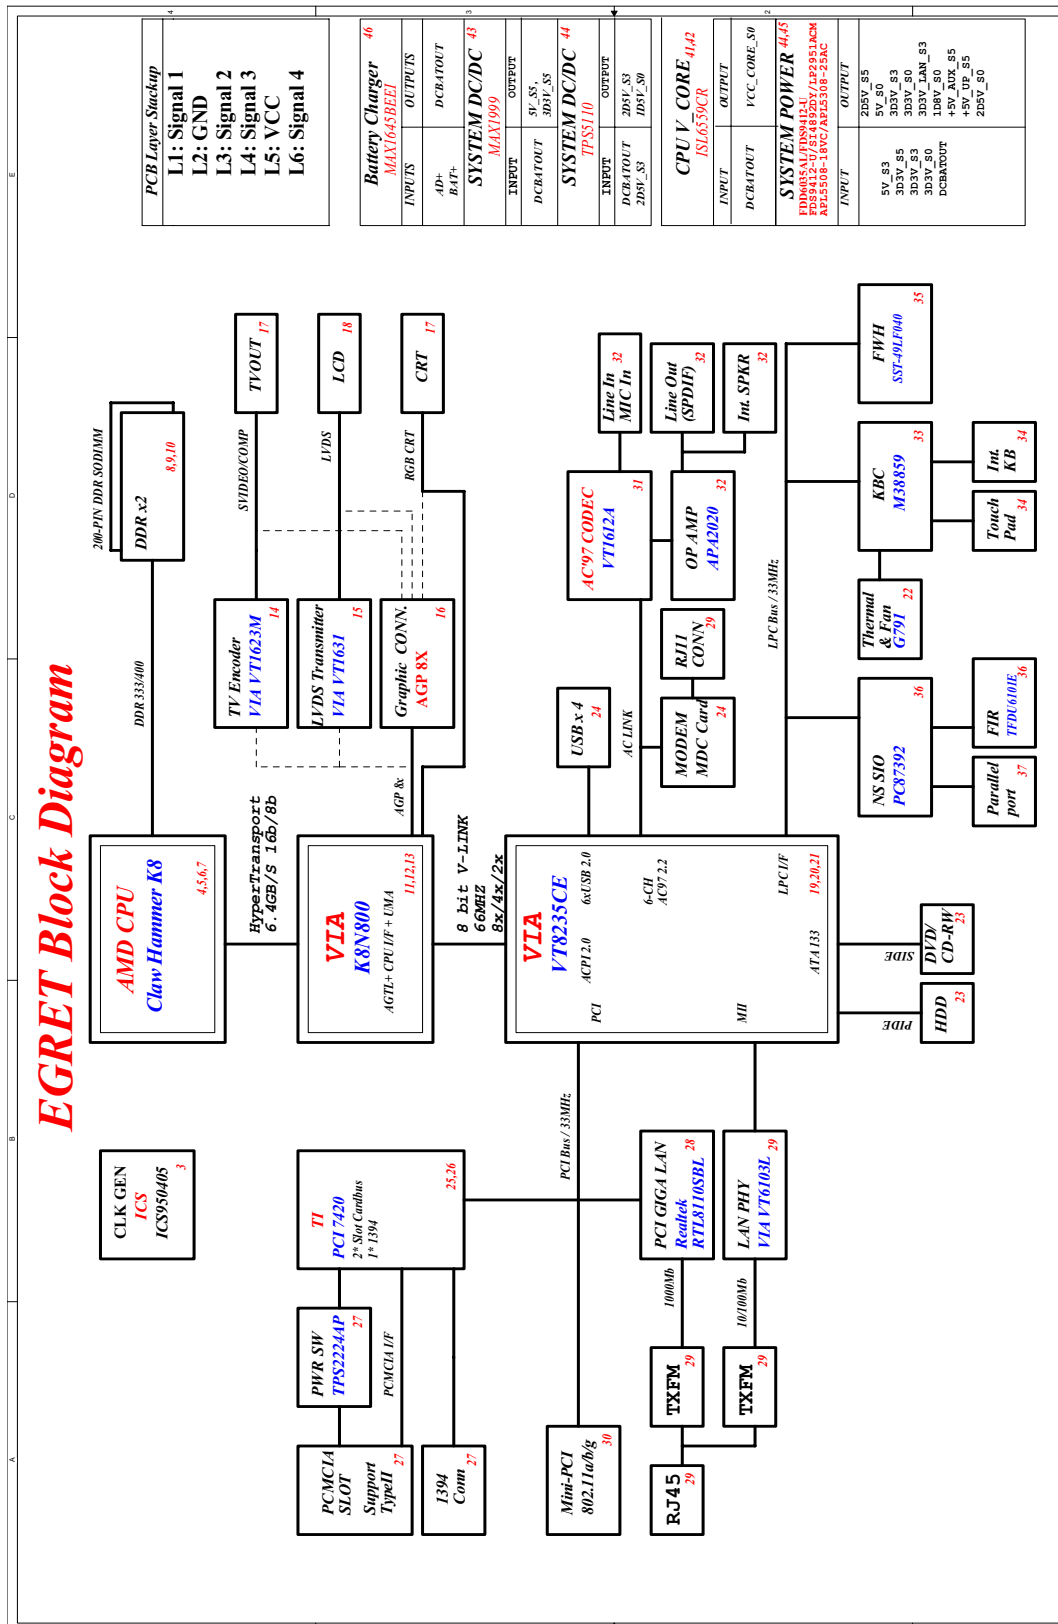 EGRET Block Diagram
CLK GEN
ICS
ICS950405
3
AMD CPU
Claw Hammer K8
4,5,6,7
DDR 333/400
200-PIN DDR SODIMM
DDR x2
8,9,10
PCB Layer Stackup
L1: Signal 1
L2: GND
L3: Signal 2
L4: Signal 3
L5: VCC
L6: Signal 4
HyperTransport
6.4GB/S 16b/8b
VIA
K8N800
AGTL+ CPU I/F + UMA
11,12,13
AGP 8x
TV Encoder
VIA VT1623M
14
LVDS Transmitter
VIA VT1631
15
Graphic CONN.
AGP 8X
16
SVIDEO/COMP
LVDS
RGB CRT
TVOUT
17
LCD
18
CRT
17
8 bit V-LINK
66MHZ
8x/4x/2x
VIA
VT8235CE
PCI
ACPI 2.0
6xUSB 2.0
6-CH
AC97 2.2
MII
ATA 133
LPC I/F
19,20,21
TI
PCI 7420
2* Slot Cardbus
1* 1394
25,26
PWR SW
TPS2224AP
27
PCMCIA I/F
PCMCIA
SLOT
Support
TypeII
27
1394
Conn
27
PCI Bus / 33MHz
Mini-PCI
802.11a/b/g
30
PCI GIGA LAN
Realtek
RTL8110SBL
28
1000Mb
TXFM
29
LAN PHY
VIA VT6103L
29
10/100Mb
TXFM
29
RJ45
29
PIDE
HDD
23
SIDE
DVD/
CD-RW
23
USB x 4
24
AC LINK
MODEM
MDC Card
24
RJ11
CONN
29
AC'97 CODEC
VT1612A
31
OP AMP
APA2020
32
Line In
MIC In
32
Line Out
(SPDIF)
32
Int. SPKR
32
LPC Bus / 33MHz
NS SIO
PC87392
36
Parallel
port
37
FIR
TFDU6101E
36
Thermal
& Fan
G791
22
KBC
M38859
33
Touch
Pad
34
Int.
KB
34
FWH
SST-49LF040
35
Battery Charger
46
MAX1645BEEI
INPUTS
OUTPUTS
AD+
BAT+
DCBATOUT
SYSTEM DC/DC
43
MAX1999
INPUT
OUTPUT
DCBATOUT
5V_S5,
3D3V_S5
SYSTEM DC/DC
44
TPS5110
INPUT
OUTPUT
DCBATOUT
2D5V_S3
2D5V_S3
1D5V_S0
CPU V_CORE
41,42
ISL6559CR
INPUT
OUTPUT
DCBATOUT
VCC_CORE_S0
SYSTEM POWER
44,45
FDD6035AL/FDS9412-U
FDS9412-U/SI4892DY/LP2951ACM
APL5508-18VC/APL5308-25AC
INPUT
OUTPUT
5V_S3
3D3V_S5
3D3V_S3
3D3V_S0
DCBATOUT
2D5V_S5
5V_S0
3D3V_S3
3D3V_S0
3D3V_LAN_S3
1D8V_S0
+5V_AUX_S5
+5V_UP_S5
2D5V_S0
A
B
C
D
E
4
3
2